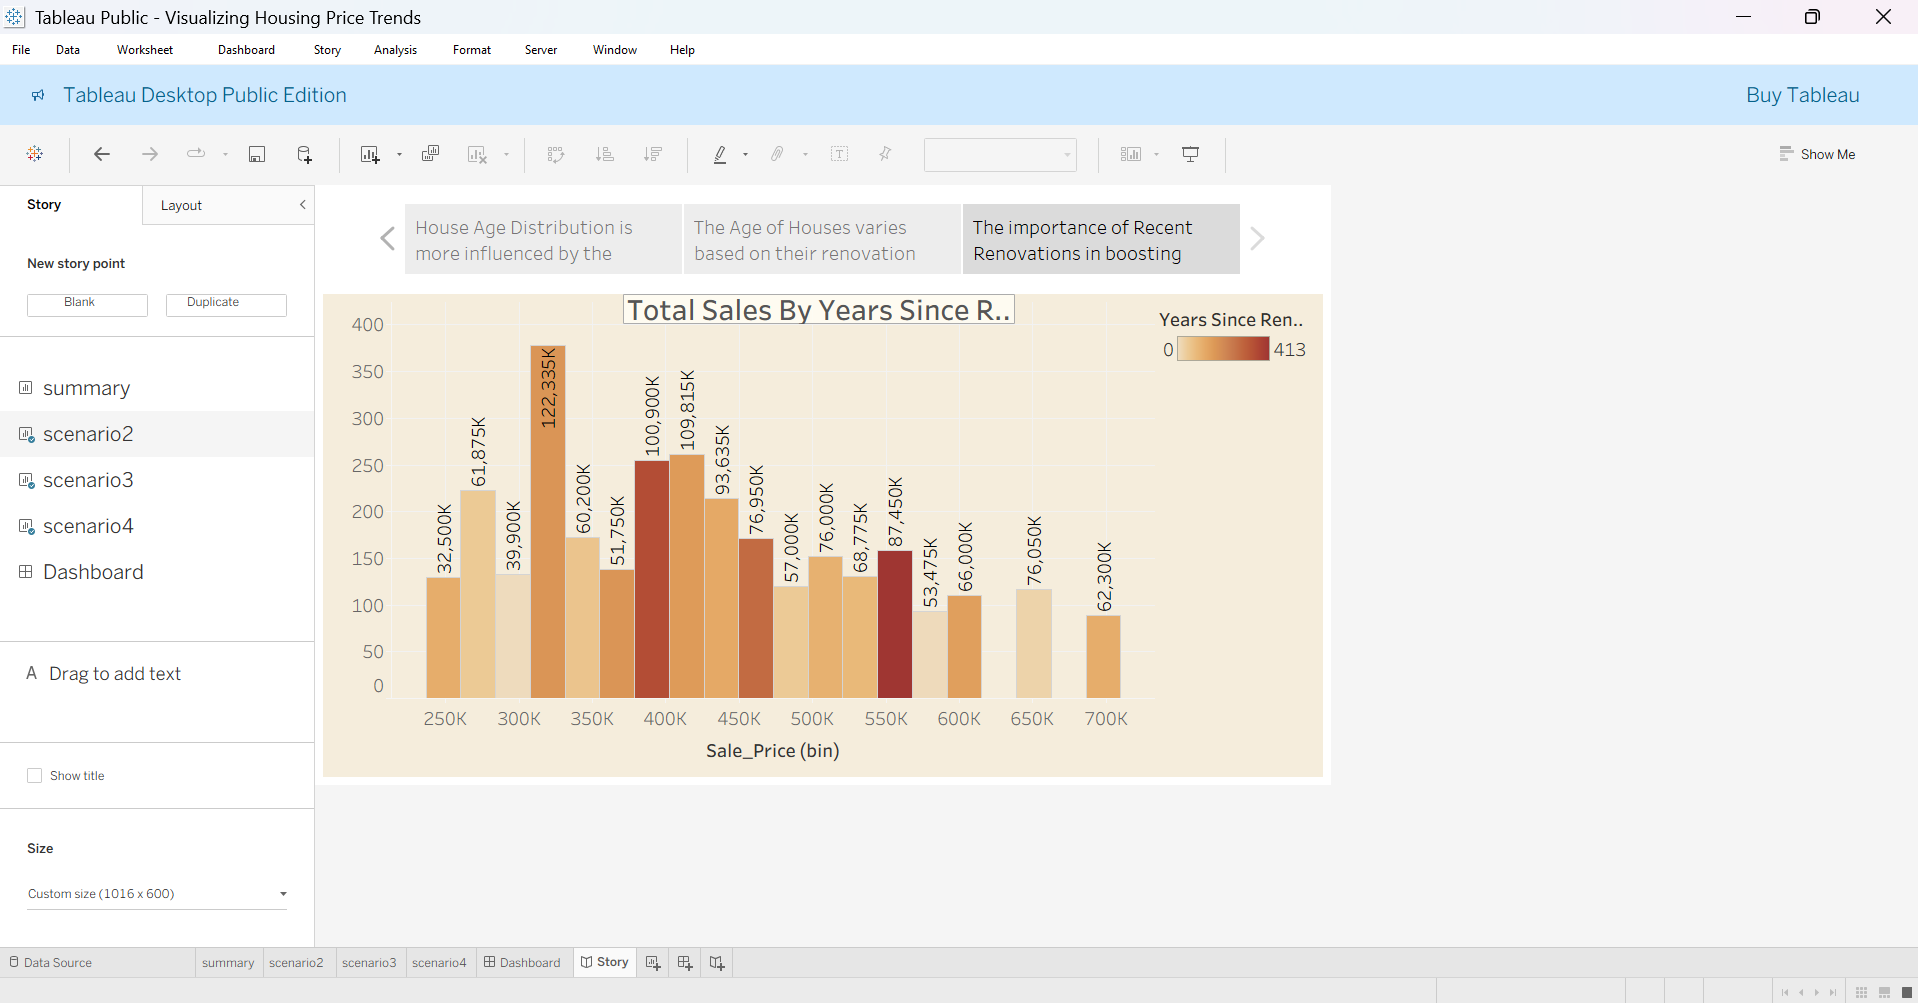 Tableau Public - Visualizing Housing Price Trends
File Data Worksheet Dashboard Story Analysis Format Server Window Help
Tableau Desktop Public Edition
Buy Tableau
Show Me
Story
Layout
New story point
Blank
Duplicate
summary
scenario2
scenario3
scenario4
Dashboard
A Drag to add text
Show title
Size
Custom size (1016 x 600)
House Age Distribution is
more influenced by the
The Age of Houses varies
based on their renovation
The importance of Recent
Renovations in boosting
Total Sales By Years Since R..
Years Since Ren..
0 413
400
350
300
250
200
150
100
50
0
32,500K
61,875K
39,900K
122,335K
60,200K
51,750K
100,900K
109,815K
93,635K
76,950K
57,000K
76,000K
68,775K
87,450K
53,475K
66,000K
76,050K
62,300K
250K 300K 350K 400K 450K 500K 550K 600K 650K 700K
Sale_Price (bin)
Data Source summary scenario2 scenario3 scenario4 Dashboard Story